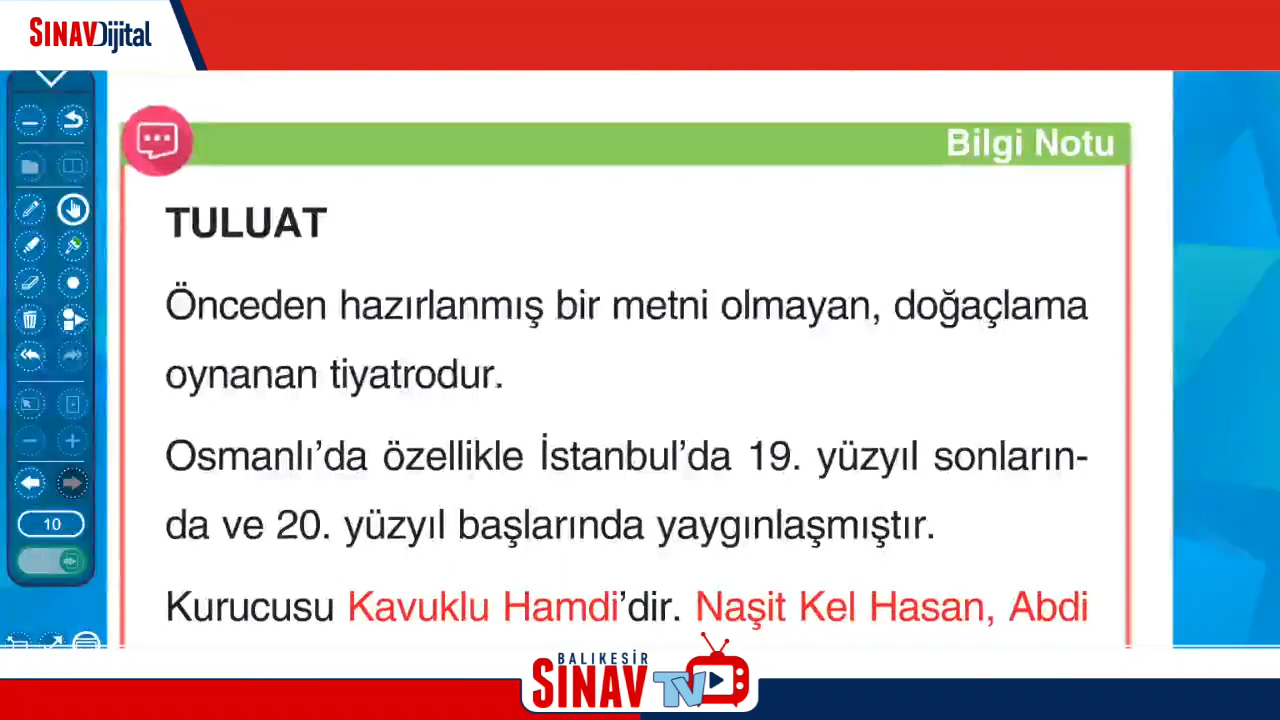 SINAVDijital
Bilgi Notu
TULUAT
Önceden hazırlanmış bir metni olmayan, doğaçlama
oynanan tiyatrodur.
Osmanlı'da özellikle İstanbul'da 19. yüzyıl sonların-
da ve 20. yüzyıl başlarında yaygınlaşmıştır.
10
Kurucusu Kavuklu Hamdi'dir. Naşit Kel Hasan, Abdi
BALIKESİR
SINAV TV